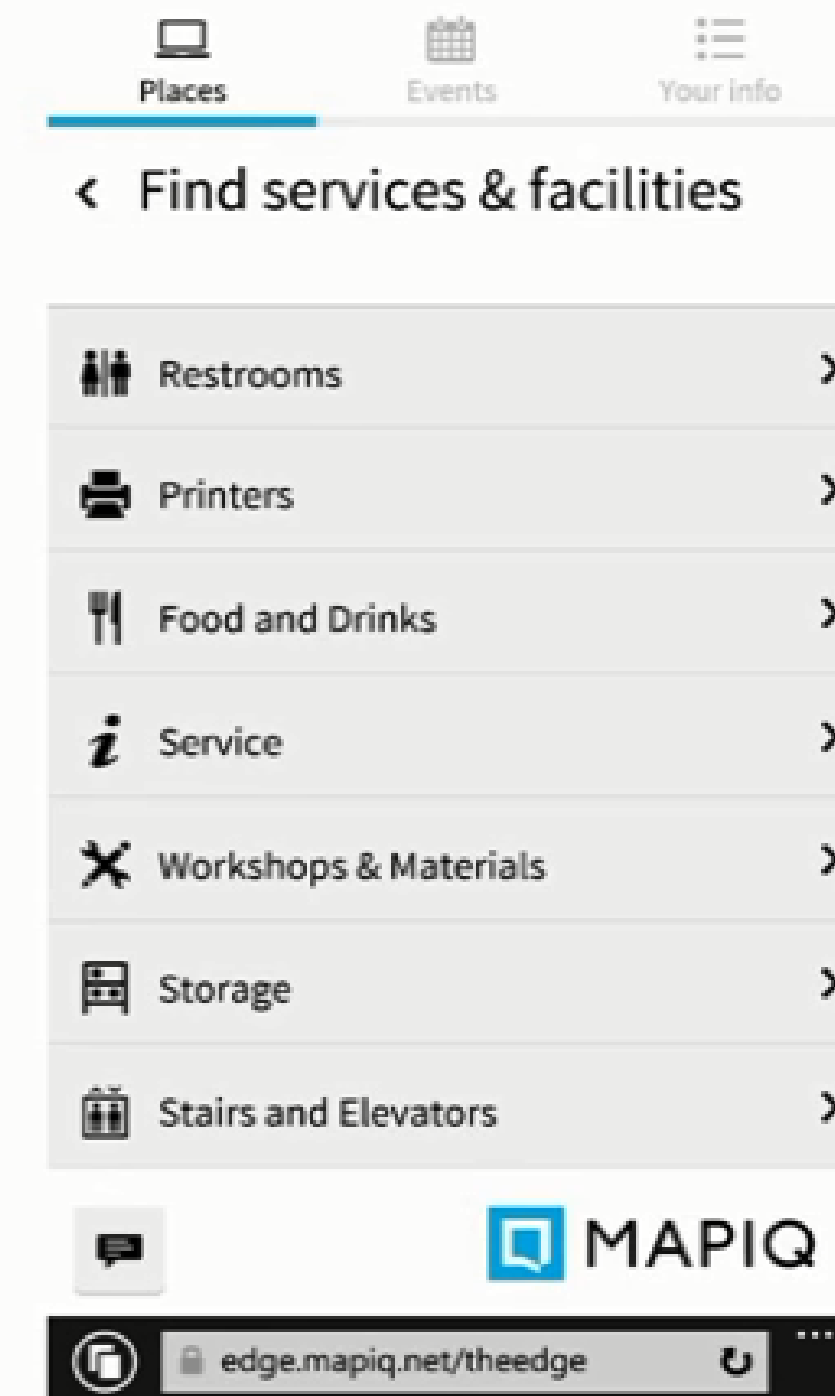 Places Events Your info
Find services & facilities
Restrooms
Printers
Food and Drinks
Service
Workshops & Materials
Storage
Stairs and Elevators
MAPIQ
edge.mapiq.net/theedge